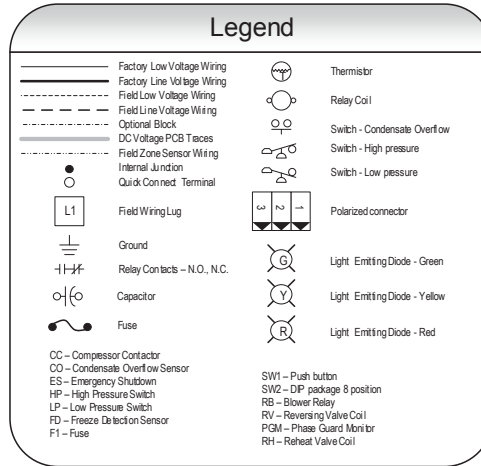 Legend
Factory Low Voltage Wiring
Factory Line Voltage Wiring
Field Low Voltage Wiring
Field Line Voltage Wiring
Optional Block
DC Voltage PCB Traces
Field Zone Sensor Wiring
Internal Junction
Quick Connect Terminal
L1
Field Wiring Lug
Ground
Relay Contacts – N.O., N.C.
Capacitor
Fuse
CC – Compressor Contactor
CO – Condensate Overflow Sensor
ES – Emergency Shutdown
HP – High Pressure Switch
LP – Low Pressure Switch
FD – Freeze Detection Sensor
F1 – Fuse
Thermistor
Relay Coil
Switch - Condensate Overflow
Switch - High pressure
Switch - Low pressure
3 2 1
Polarized connector
G
Light Emitting Diode - Green
Y
Light Emitting Diode - Yellow
R
Light Emitting Diode - Red
SW1 – Push button
SW2 – DIP package 8 position
RB – Blower Relay
RV – Reversing Valve Coil
PGM – Phase Guard Monitor
RH – Reheat Valve Coil